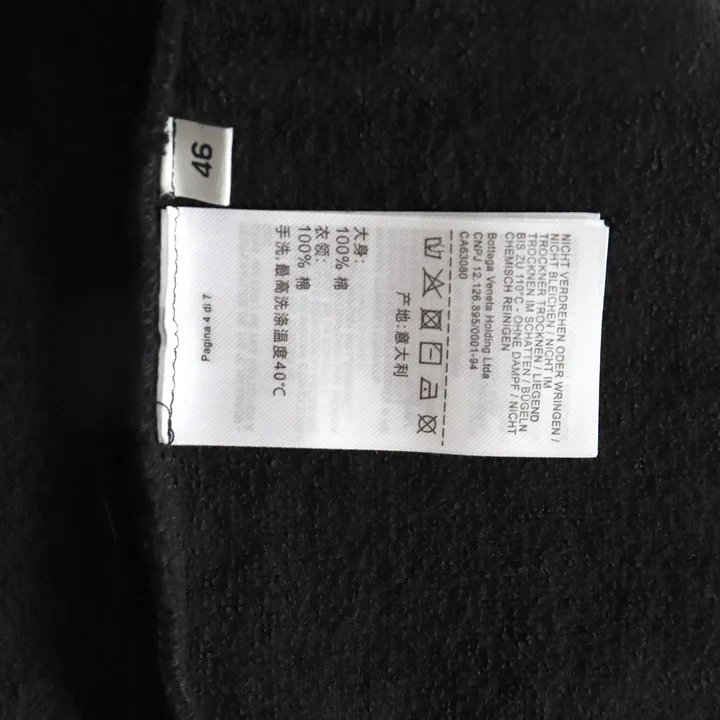 46
NICHT VERDREHEN ODER WRINGEN /
NICHT BLEICHEN / NICHT IM
TROCKNER TROCKNEN / LIEGEND
TROCKNEN IM SCHATTEN / BÜGELN
BIS ZU 110°C - OHNE DAMPF / NICHT
CHEMISCH REINIGEN
Bottega Veneta Holding Ltda
CNPJ 12.126.895/0001-94
CA63080
产地:意大利
大身:
100% 棉
衣领:
100% 棉
手洗,最高洗涤温度40°C
Pagina 4 di 7